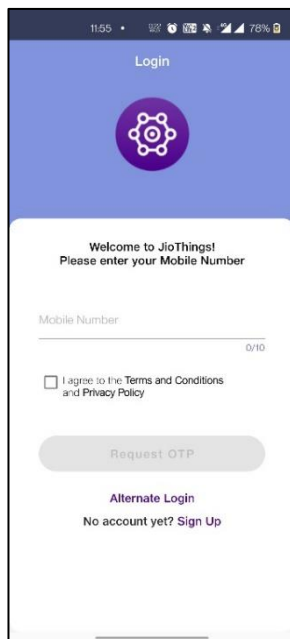 11:55 • 78%
Login
Welcome to JioThings!
Please enter your Mobile Number
Mobile Number
0/10
I agree to the Terms and Conditions
and Privacy Policy
Request OTP
Alternate Login
No account yet? Sign Up